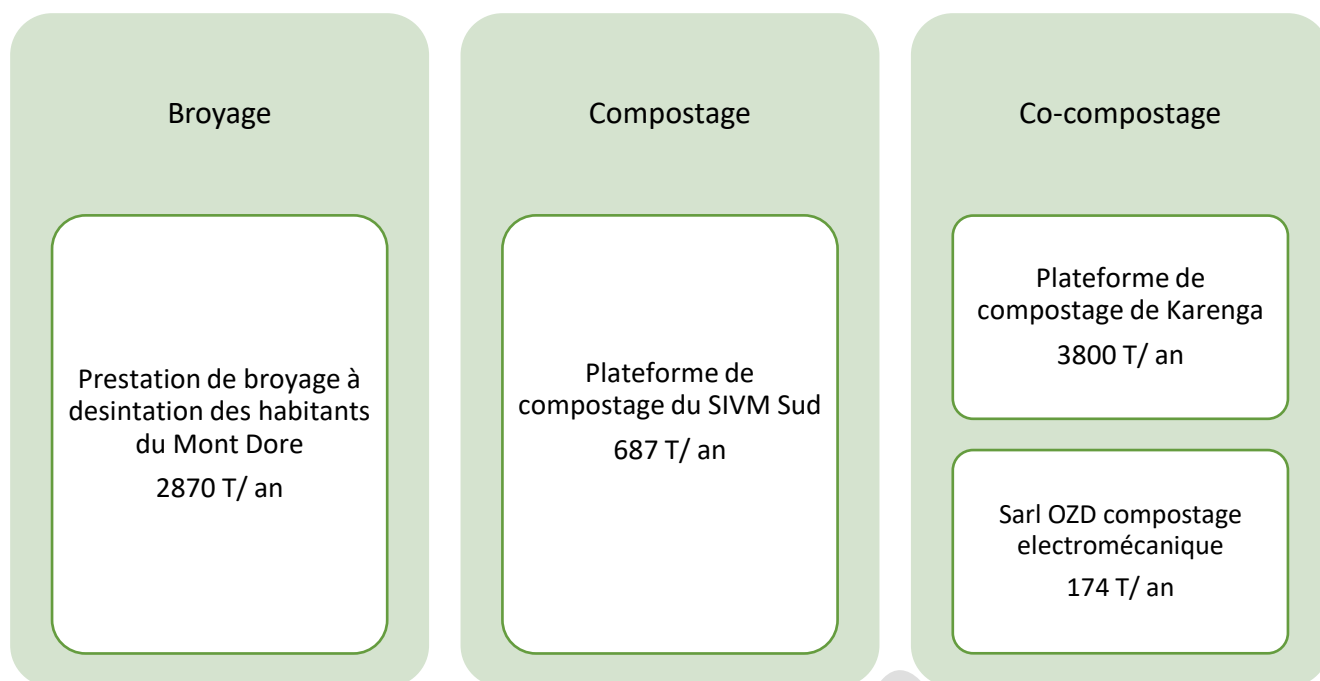 Broyage
Prestation de broyage à
desintation des habitants
du Mont Dore
2870 T/ an
Compostage
Plateforme de
compostage du SIVM Sud
687 T/ an
Co-compostage
Plateforme de
compostage de Karenga
3800 T/ an
Sarl OZD compostage
electromécanique
174 T/ an